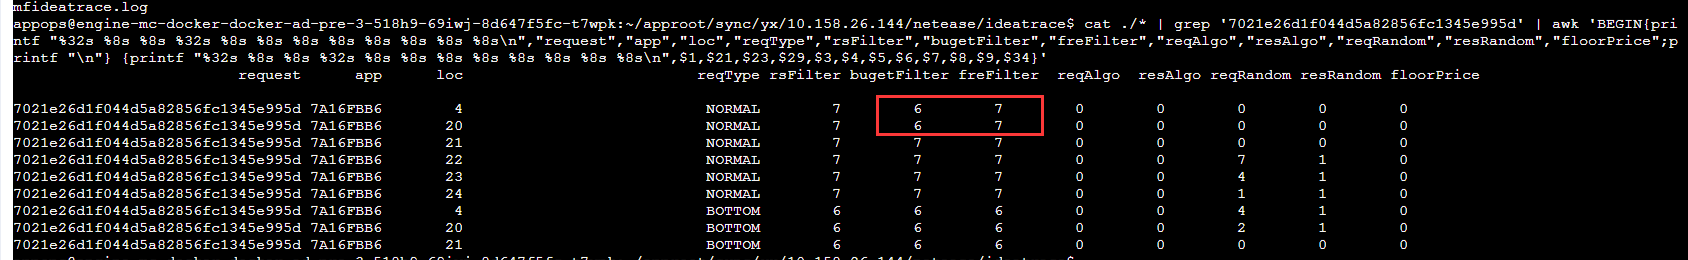 mfideatrace.log
appops@engine-mc-docker-docker-ad-pre-3-518h9-69iwj-8d647f5fc-t7wpk:~/approot/sync/yx/10.158.26.144/netease/ideatrace$ cat ./* | grep '7021e26d1f044d5a82856fc1345e995d' | awk 'BEGIN{pri
ntf "%32s %8s %8s %32s %8s %8s %8s %8s %8s %8s %8s %8s\n","request","app","loc","reqType","rsFilter","bugetFilter","freFilter","reqAlgo","resAlgo","reqRandom","resRandom","floorPrice";p
rintf "\n"} {printf "%32s %8s %8s %32s %8s %8s %8s %8s %8s %8s %8s %8s\n",$1,$21,$23,$29,$3,$4,$5,$6,$7,$8,$9,$34}'
request app loc reqType rsFilter bugetFilter freFilter reqAlgo resAlgo reqRandom resRandom floorPrice
7021e26d1f044d5a82856fc1345e995d 7A16FBB6 4 NORMAL 7 6 7 0 0 0 0 0
7021e26d1f044d5a82856fc1345e995d 7A16FBB6 20 NORMAL 7 6 7 0 0 0 0 0
7021e26d1f044d5a82856fc1345e995d 7A16FBB6 21 NORMAL 7 7 7 0 0 0 0 0
7021e26d1f044d5a82856fc1345e995d 7A16FBB6 22 NORMAL 7 7 7 0 0 7 1 0
7021e26d1f044d5a82856fc1345e995d 7A16FBB6 23 NORMAL 7 7 7 0 0 4 1 0
7021e26d1f044d5a82856fc1345e995d 7A16FBB6 24 NORMAL 7 7 7 0 0 1 1 0
7021e26d1f044d5a82856fc1345e995d 7A16FBB6 4 BOTTOM 6 6 6 0 0 4 1 0
7021e26d1f044d5a82856fc1345e995d 7A16FBB6 20 BOTTOM 6 6 6 0 0 2 1 0
7021e26d1f044d5a82856fc1345e995d 7A16FBB6 21 BOTTOM 6 6 6 0 0 0 0 0